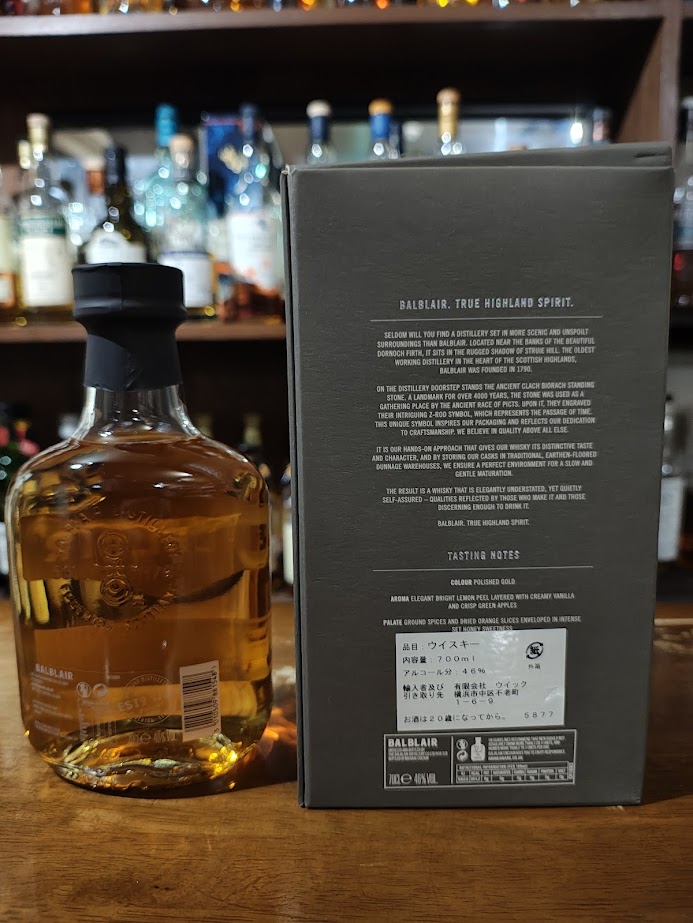 BALBLAIR. TRUE HIGHLAND SPIRIT.
SELDOM WILL YOU FIND A DISTILLERY SET IN MORE SCENIC AND UNSPOILT
SURROUNDINGS THAN BALBLAIR. LOCATED NEAR THE BANKS OF THE BEAUTIFUL
DORNOCH FIRTH, IT SITS IN THE RUGGED SHADOW OF STRUIE HILL. THE OLDEST
WORKING DISTILLERY IN THE HEART OF THE SCOTTISH HIGHLANDS,
BALBLAIR WAS FOUNDED IN 1790.
ON THE DISTILLERY DOORSTEP STANDS THE ANCIENT CLACH BIORACH STANDING
STONE, A LANDMARK FOR OVER 4000 YEARS, THE STONE WAS USED AS A
GATHERING PLACE BY THE ANCIENT RACE OF PICTS. UPON IT, THEY ENGRAVED
THEIR INTRIGUING Z-ROD SYMBOL, WHICH REPRESENTS THE PASSAGE OF TIME.
THIS UNIQUE SYMBOL INSPIRES OUR PACKAGING AND REFLECTS OUR DEDICATION
TO CRAFTSMANSHIP. WE BELIEVE IN QUALITY ABOVE ALL ELSE.
IT IS OUR HANDS-ON APPROACH THAT GIVES OUR WHISKY ITS DISTINCTIVE TASTE
AND CHARACTER, AND BY STORING OUR CASKS IN TRADITIONAL, EARTHEN-FLOORED
DUNNAGE WAREHOUSES, WE ENSURE A PERFECT ENVIRONMENT FOR A SLOW AND
GENTLE MATURATION.
THE RESULT IS A WHISKY THAT IS ELEGANTLY UNDERSTATED, YET QUIETLY
SELF-ASSURED – QUALITIES REFLECTED BY THOSE WHO MAKE IT AND THOSE
DISCERNING ENOUGH TO DRINK IT.
BALBLAIR. TRUE HIGHLAND SPIRIT.
TASTING NOTES
COLOUR POLISHED GOLD
AROMA ELEGANT BRIGHT LEMON PEEL LAYERED WITH CREAMY VANILLA
AND CRISP GREEN APPLES
PALATE GROUND SPICES AND DRIED ORANGE SLICES ENVELOPED IN INTENSE
HONEY SWEETNESS
品目：ウイスキー
内容量：700ml
アルコール分：46%
紙
外箱
輸入者及び 有限会社 ウイック
引き取り先 横浜市中区不老町
1-6-9
お酒は20歳になってから。 5877
BALBLAIR
70cl e 46% VOL
BALBLAIR
EST